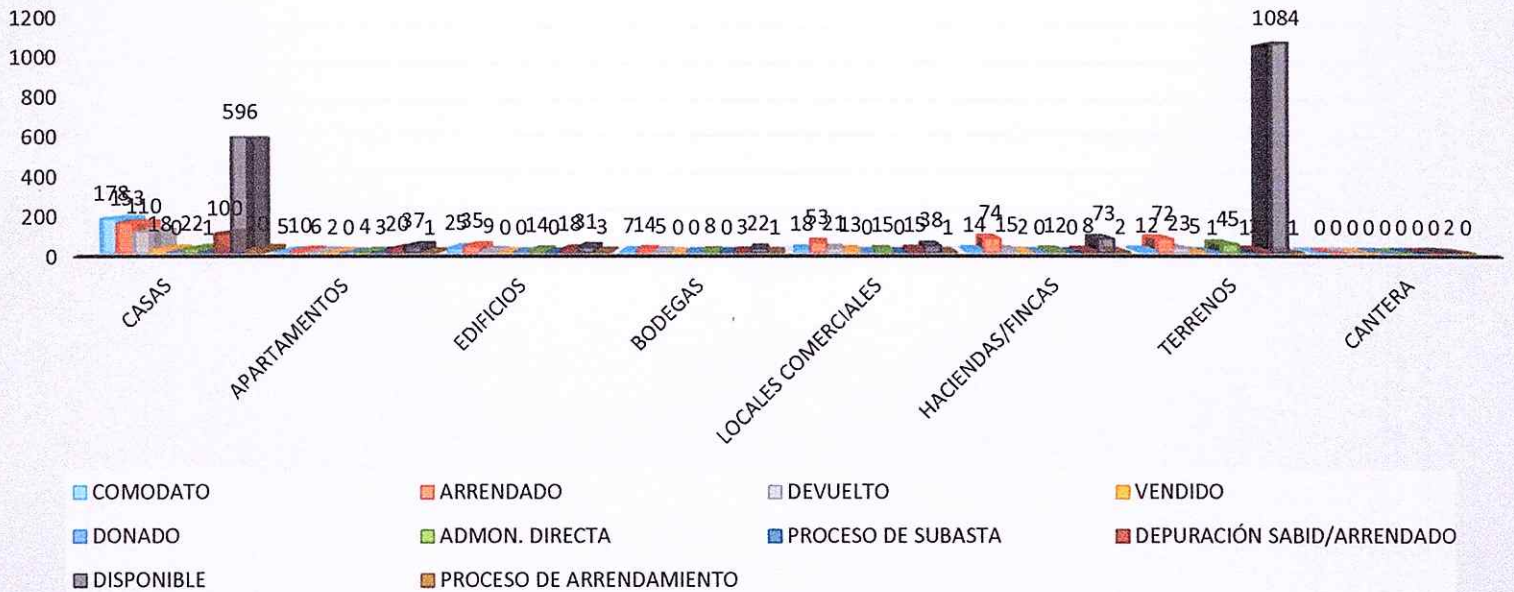 1200
1000
800
600
400
200
0
178 153 110 18 0 22 1 100 596 0
5 10 6 2 0 4 3 20 37 1
25 35 9 0 0 14 0 18 31 3
7 14 5 0 0 8 0 3 22 1
18 53 21 13 0 15 0 15 38 1
14 74 15 2 0 12 0 8 73 2
12 72 23 5 1 45 1 1084 1
0 0 0 0 0 0 0 0 2 0
CASAS
APARTAMENTOS
EDIFICIOS
BODEGAS
LOCALES COMERCIALES
HACIENDAS/FINCAS
TERRENOS
CANTERA
COMODATO ARRENDADO DEVUELTO VENDIDO
DONADO ADMON. DIRECTA PROCESO DE SUBASTA DEPURACIÓN SABID/ARRENDADO
DISPONIBLE PROCESO DE ARRENDAMIENTO